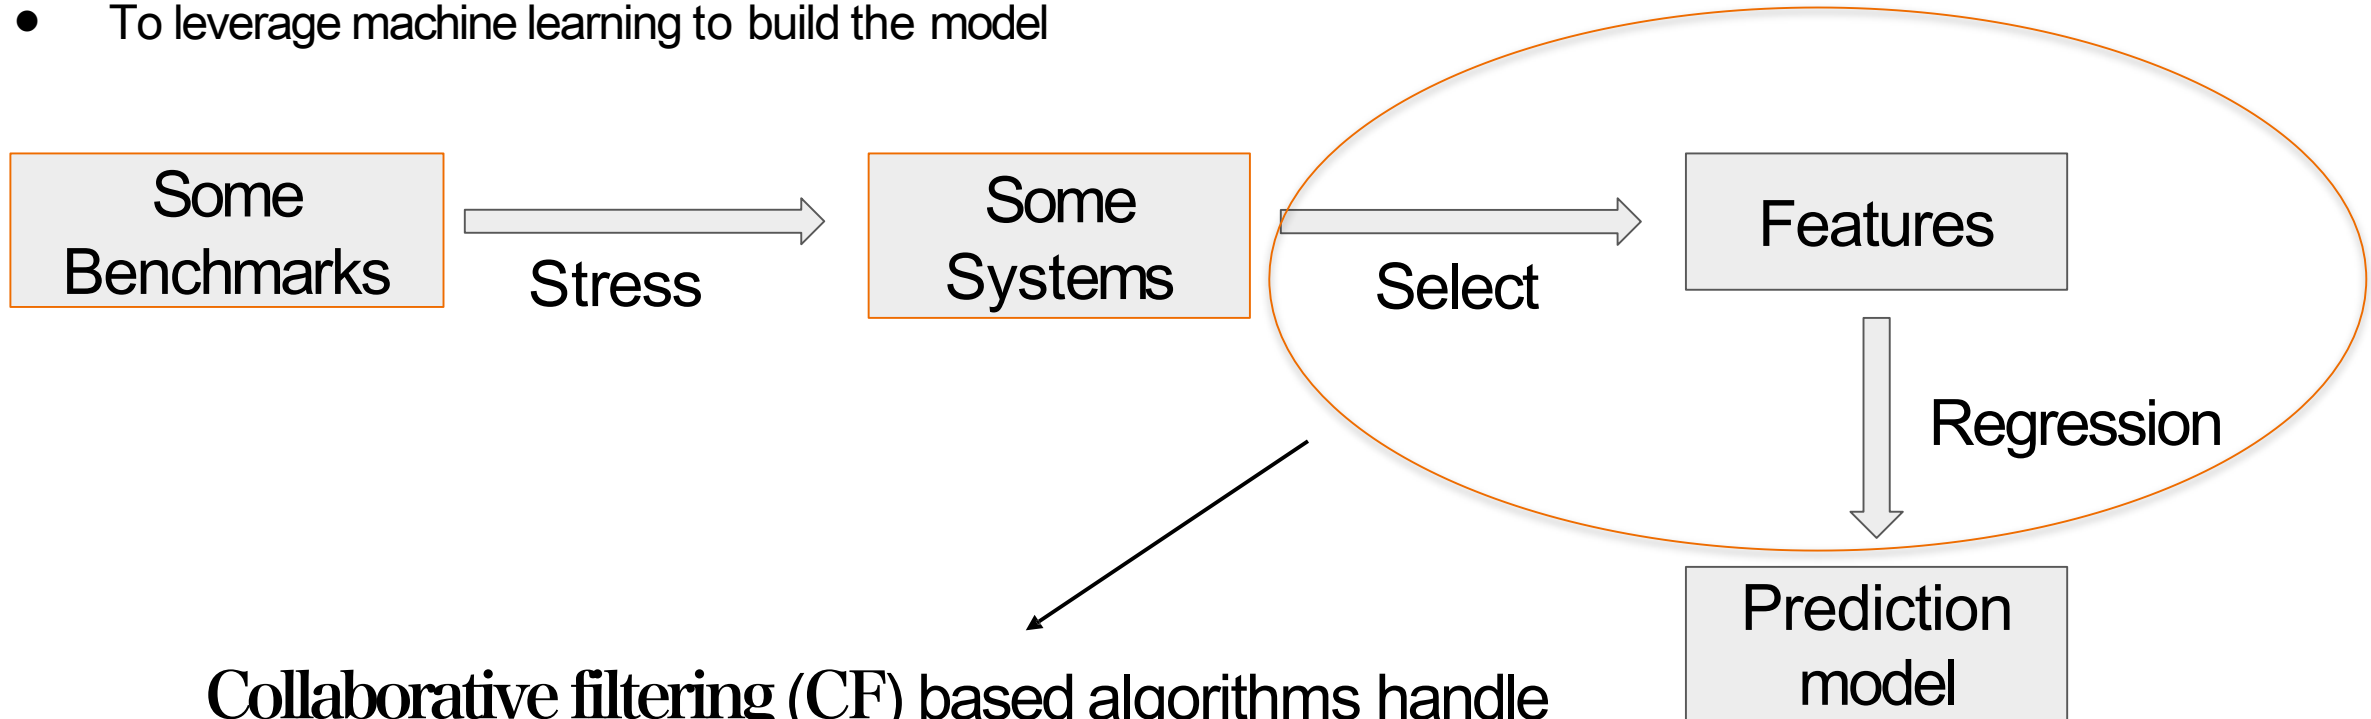 ● To leverage machine learning to build the model
Some
Benchmarks
Stress
Some
Systems
Select
Features
Regression
Prediction
model
Collaborative filtering (CF) based algorithms handle